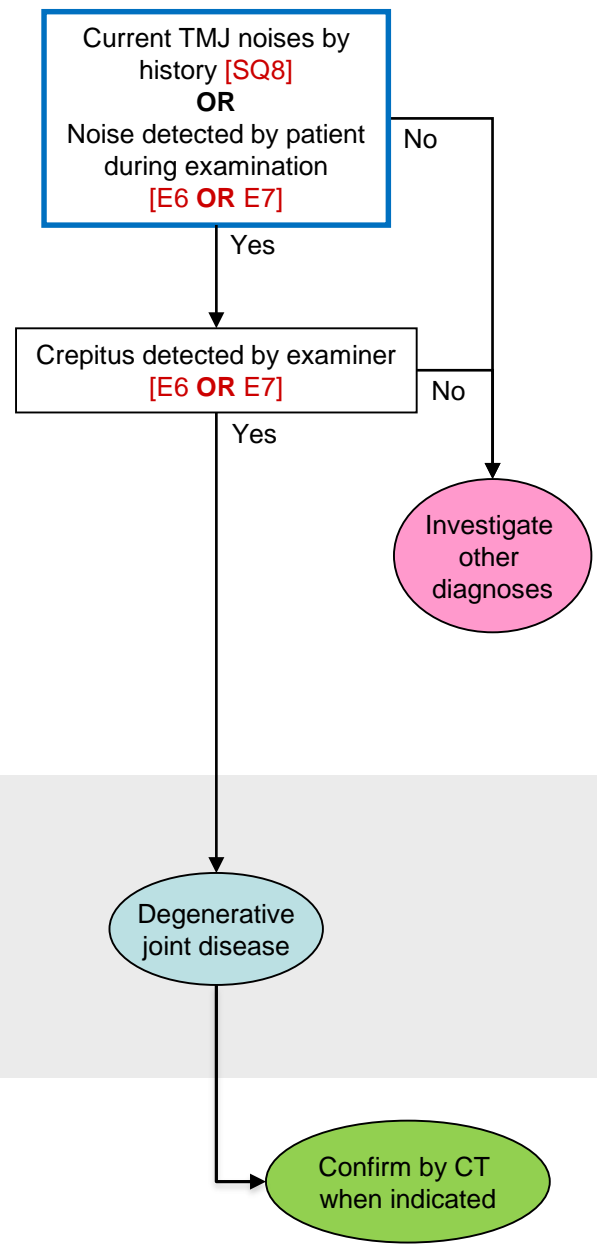 Current TMJ noises by
history [SQ8]
OR
Noise detected by patient
during examination
[E6 OR E7]
No
Yes
Crepitus detected by examiner
[E6 OR E7]
No
Yes
Investigate
other
diagnoses
Degenerative
joint disease
Confirm by CT
when indicated